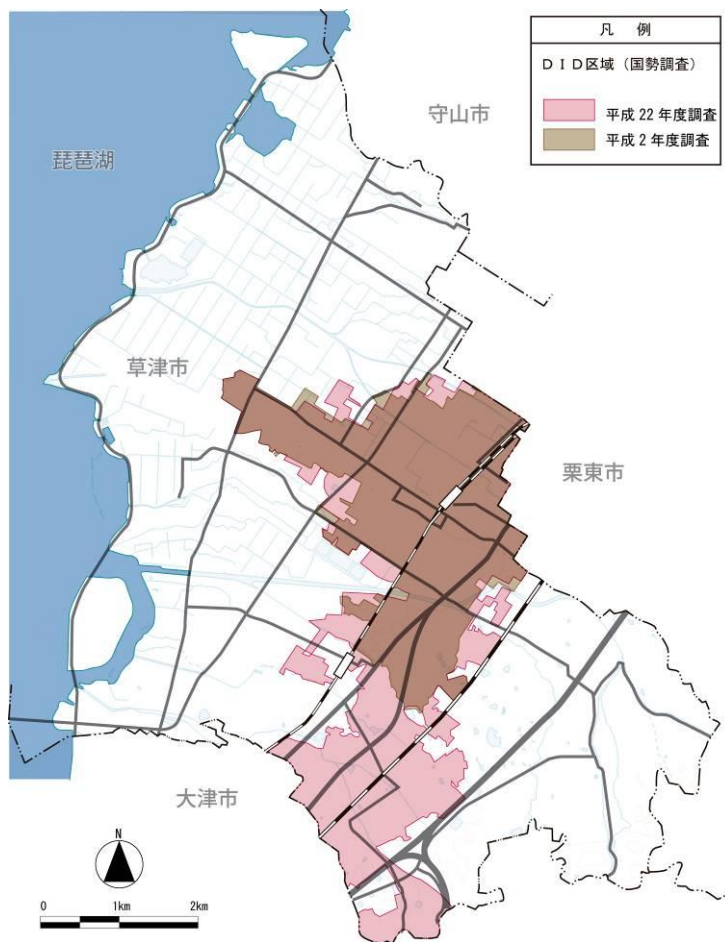 凡 例
DID区域(国勢調査)
平成22年度調査
平成2年度調査
守山市
琵琶湖
草津市
栗東市
大津市
N
0 1km 2km